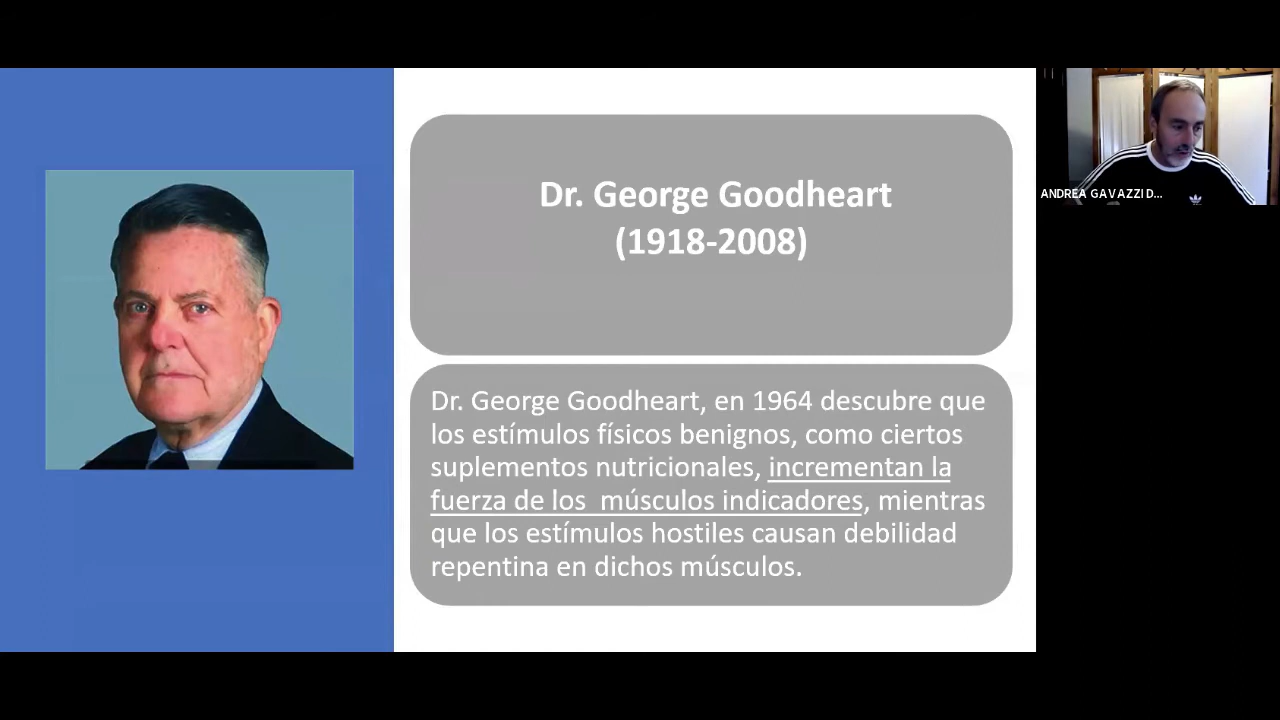 Dr. George Goodheart
(1918-2008)
Dr. George Goodheart, en 1964 descubre que
los estímulos físicos benignos, como ciertos
suplementos nutricionales, incrementan la
fuerza de los  músculos indicadores, mientras
que los estímulos hostiles causan debilidad
repentina en dichos músculos.
ANDREA GAVAZZI D...